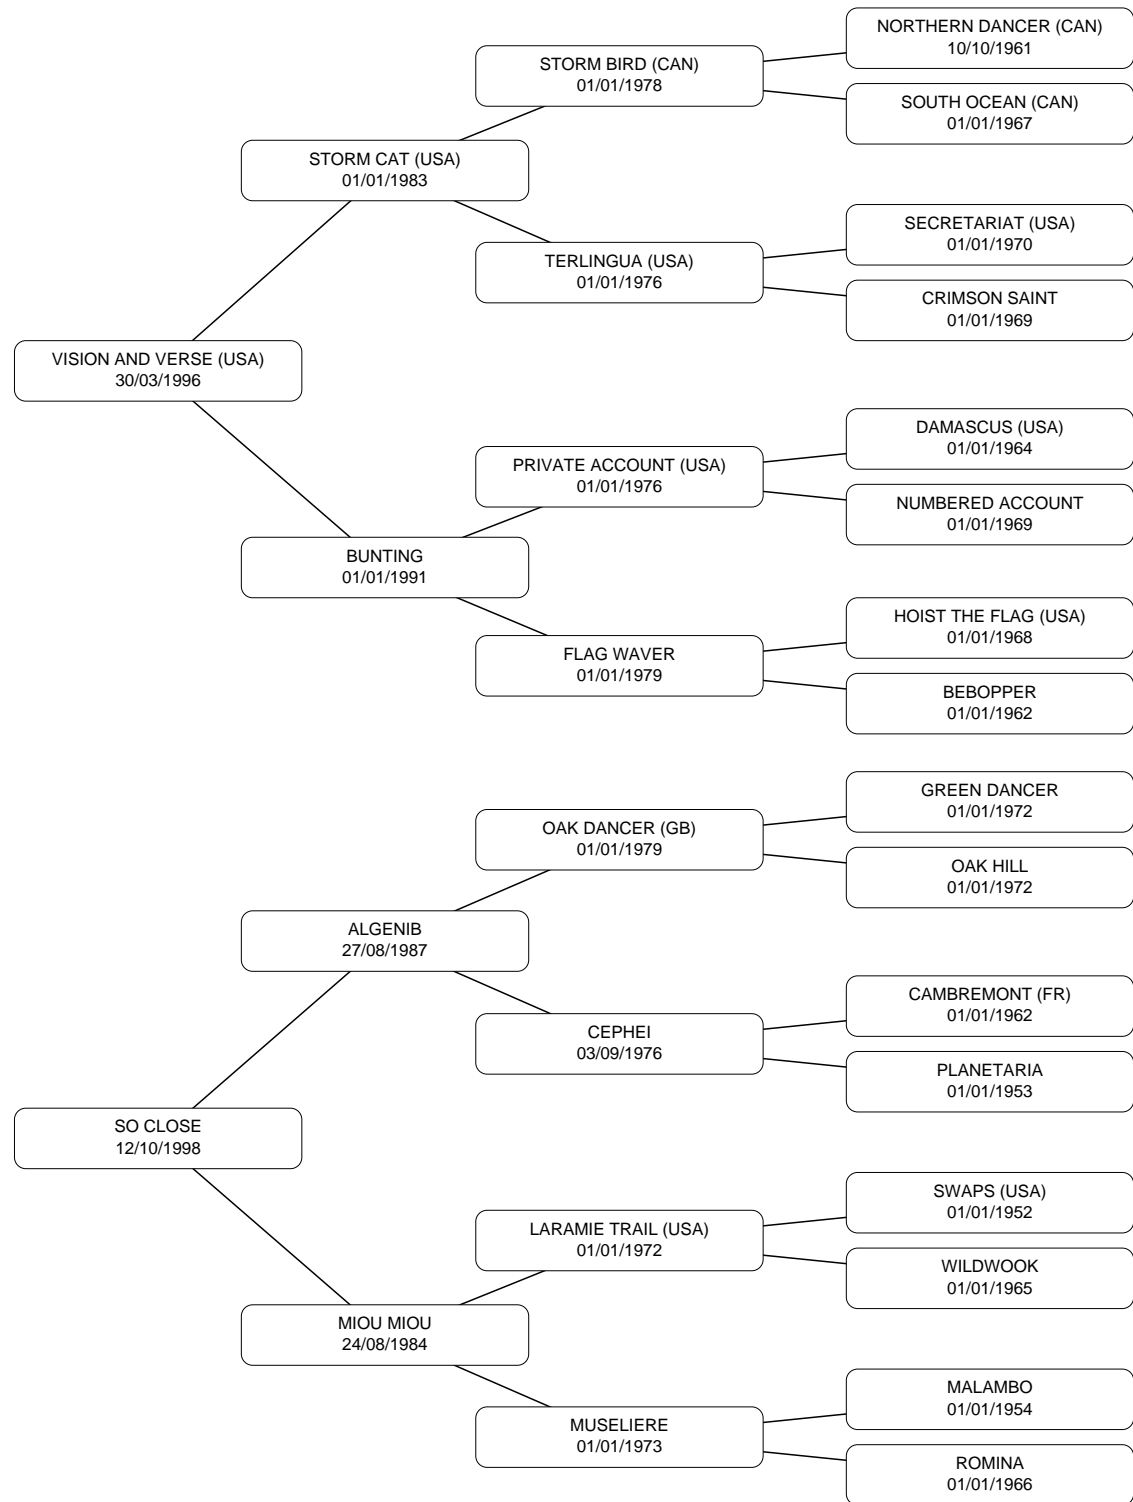 NORTHERN DANCER (CAN)
10/10/1961
STORM BIRD (CAN)
01/01/1978
SOUTH OCEAN (CAN)
01/01/1967
STORM CAT (USA)
01/01/1983
SECRETARIAT (USA)
01/01/1970
TERLINGUA (USA)
01/01/1976
CRIMSON SAINT
01/01/1969
VISION AND VERSE (USA)
30/03/1996
DAMASCUS (USA)
01/01/1964
PRIVATE ACCOUNT (USA)
01/01/1976
NUMBERED ACCOUNT
01/01/1969
BUNTING
01/01/1991
HOIST THE FLAG (USA)
01/01/1968
FLAG WAVER
01/01/1979
BEBOPPER
01/01/1962
GREEN DANCER
01/01/1972
OAK DANCER (GB)
01/01/1979
OAK HILL
01/01/1972
ALGENIB
27/08/1987
CAMBREMONT (FR)
01/01/1962
CEPHEI
03/09/1976
PLANETARIA
01/01/1953
SO CLOSE
12/10/1998
SWAPS (USA)
01/01/1952
LARAMIE TRAIL (USA)
01/01/1972
WILDWOOK
01/01/1965
MIOU MIOU
24/08/1984
MALAMBO
01/01/1954
MUSELIERE
01/01/1973
ROMINA
01/01/1966